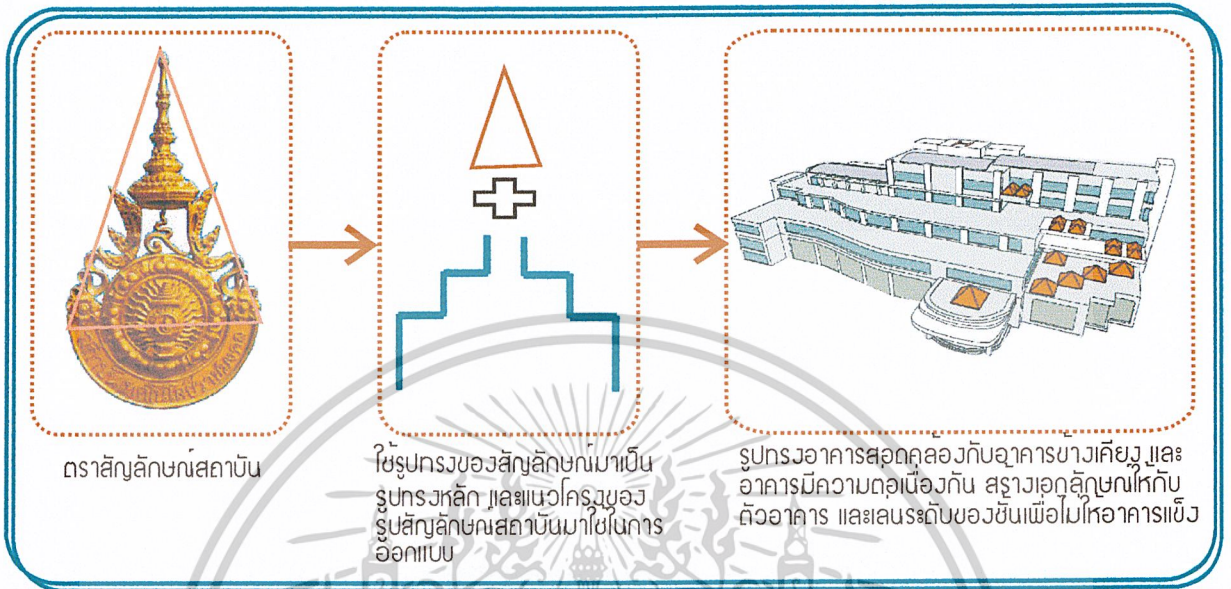 ตราสัญลักษณ์สถาบัน
ใช้รูปทรงของสัญลักษณ์มาเป็น
รูปทรงหลัก และแนวโครงของ
รูปสัญลักษณ์สถาบันมาใช้ในการ
ออกแบบ
รูปทรงอาคารสอดคล้องกับอาคารข้างเคียง และ
อาคารมีความต่อเนื่องกัน สร้างเอกลักษณ์ให้กับ
ตัวอาคาร และเล่นระดับของชั้นเพื่อไม่ให้อาคารแข็ง